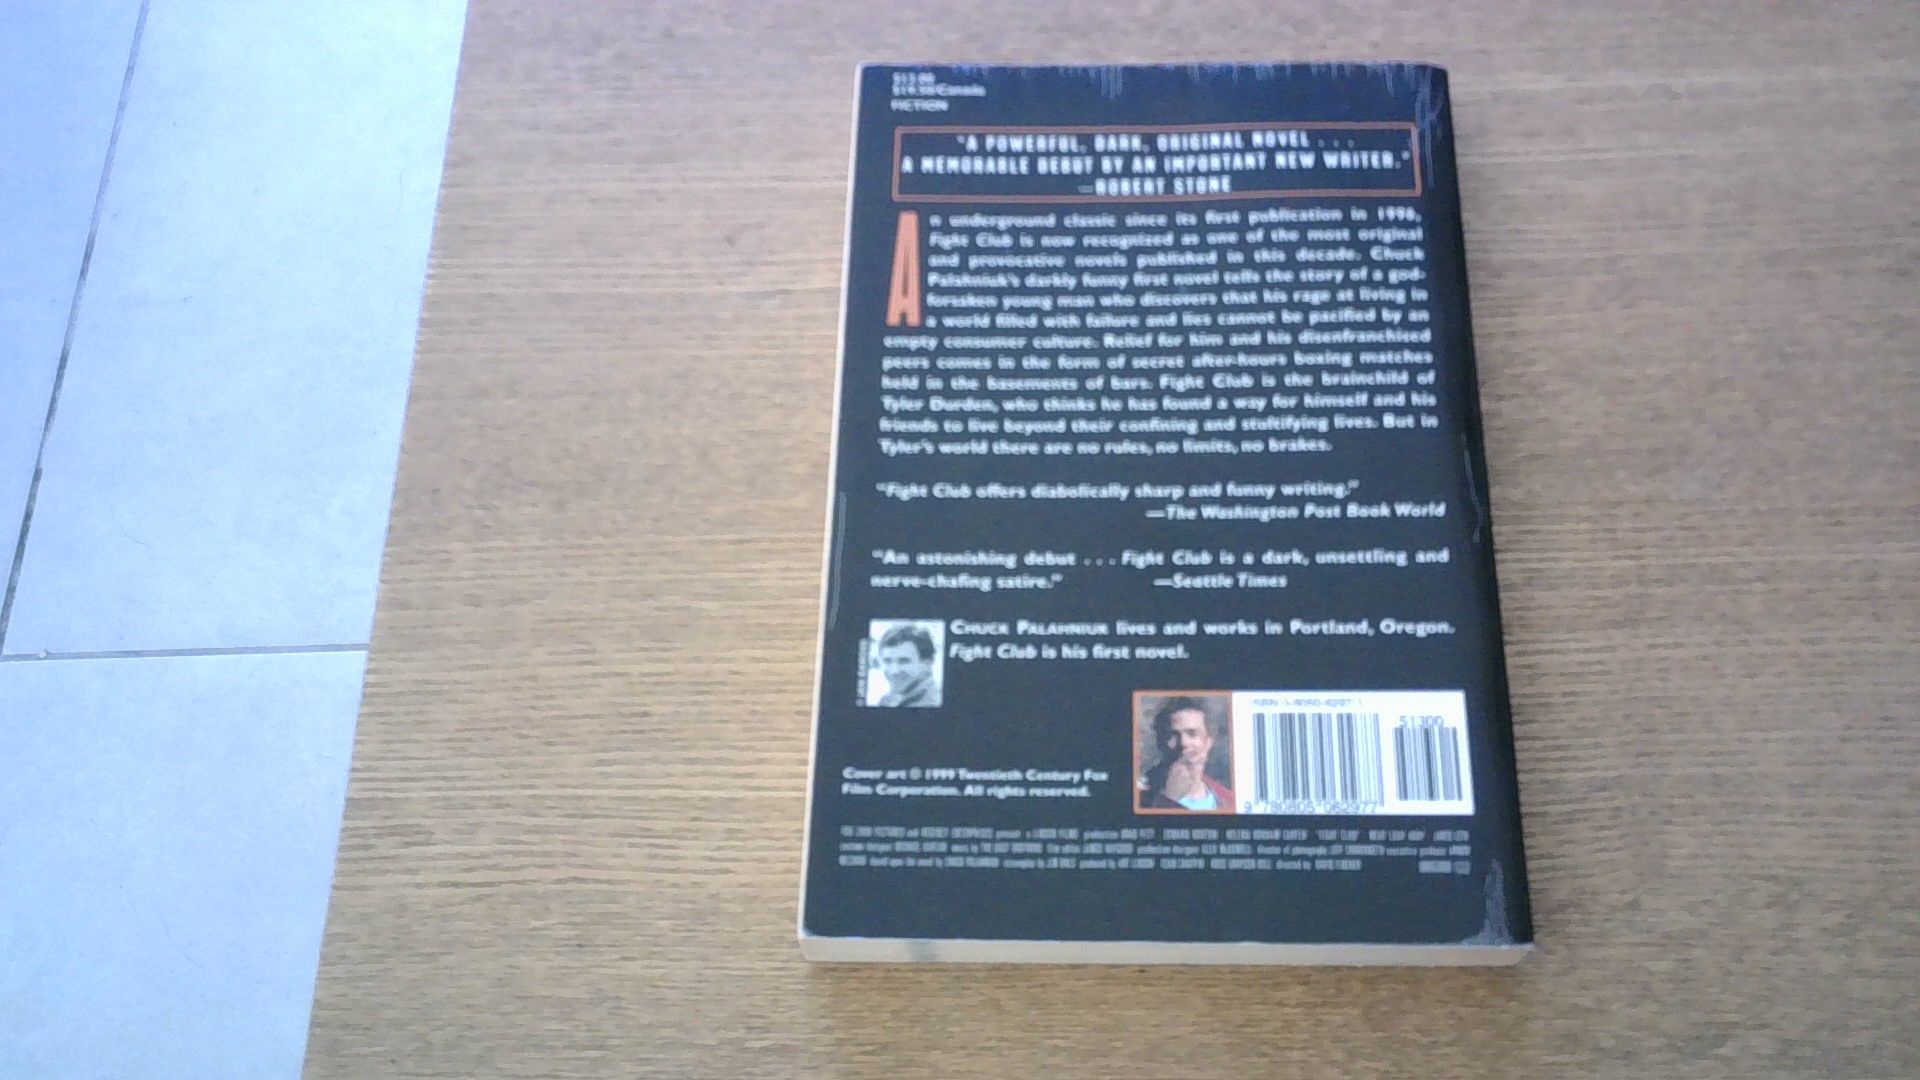 $13.00
$19.50 Canada
FICTION
"A POWERFUL, DARK, ORIGINAL NOVEL . . .
A MEMORABLE DEBUT BY AN IMPORTANT NEW WRITER."
—ROBERT STONE
An underground classic since its first publication in 1996,
Fight Club is now recognized as one of the most original
and provocative novels published in this decade. Chuck
Palahniuk's darkly funny first novel tells the story of a god-
forsaken young man who discovers that his rage at living in
a world filled with failure and lies cannot be pacified by an
empty consumer culture. Relief for him and his disenfranchised
peers comes in the form of secret after-hours boxing matches
held in the basements of bars. Fight Club is the brainchild of
Tyler Durden, who thinks he has found a way for himself and his
friends to live beyond their confining and stultifying lives. But in
Tyler's world there are no rules, no limits, no brakes.
"Fight Club offers diabolically sharp and funny writing."
—The Washington Post Book World
"An astonishing debut . . . Fight Club is a dark, unsettling and
nerve-chafing satire." —Seattle Times
CHUCK PALAHNIUK lives and works in Portland, Oregon.
Fight Club is his first novel.
ISBN 0-8050-6297-1
51300
9 780805 062977
Cover art © 1999 Twentieth Century Fox
Film Corporation. All rights reserved.